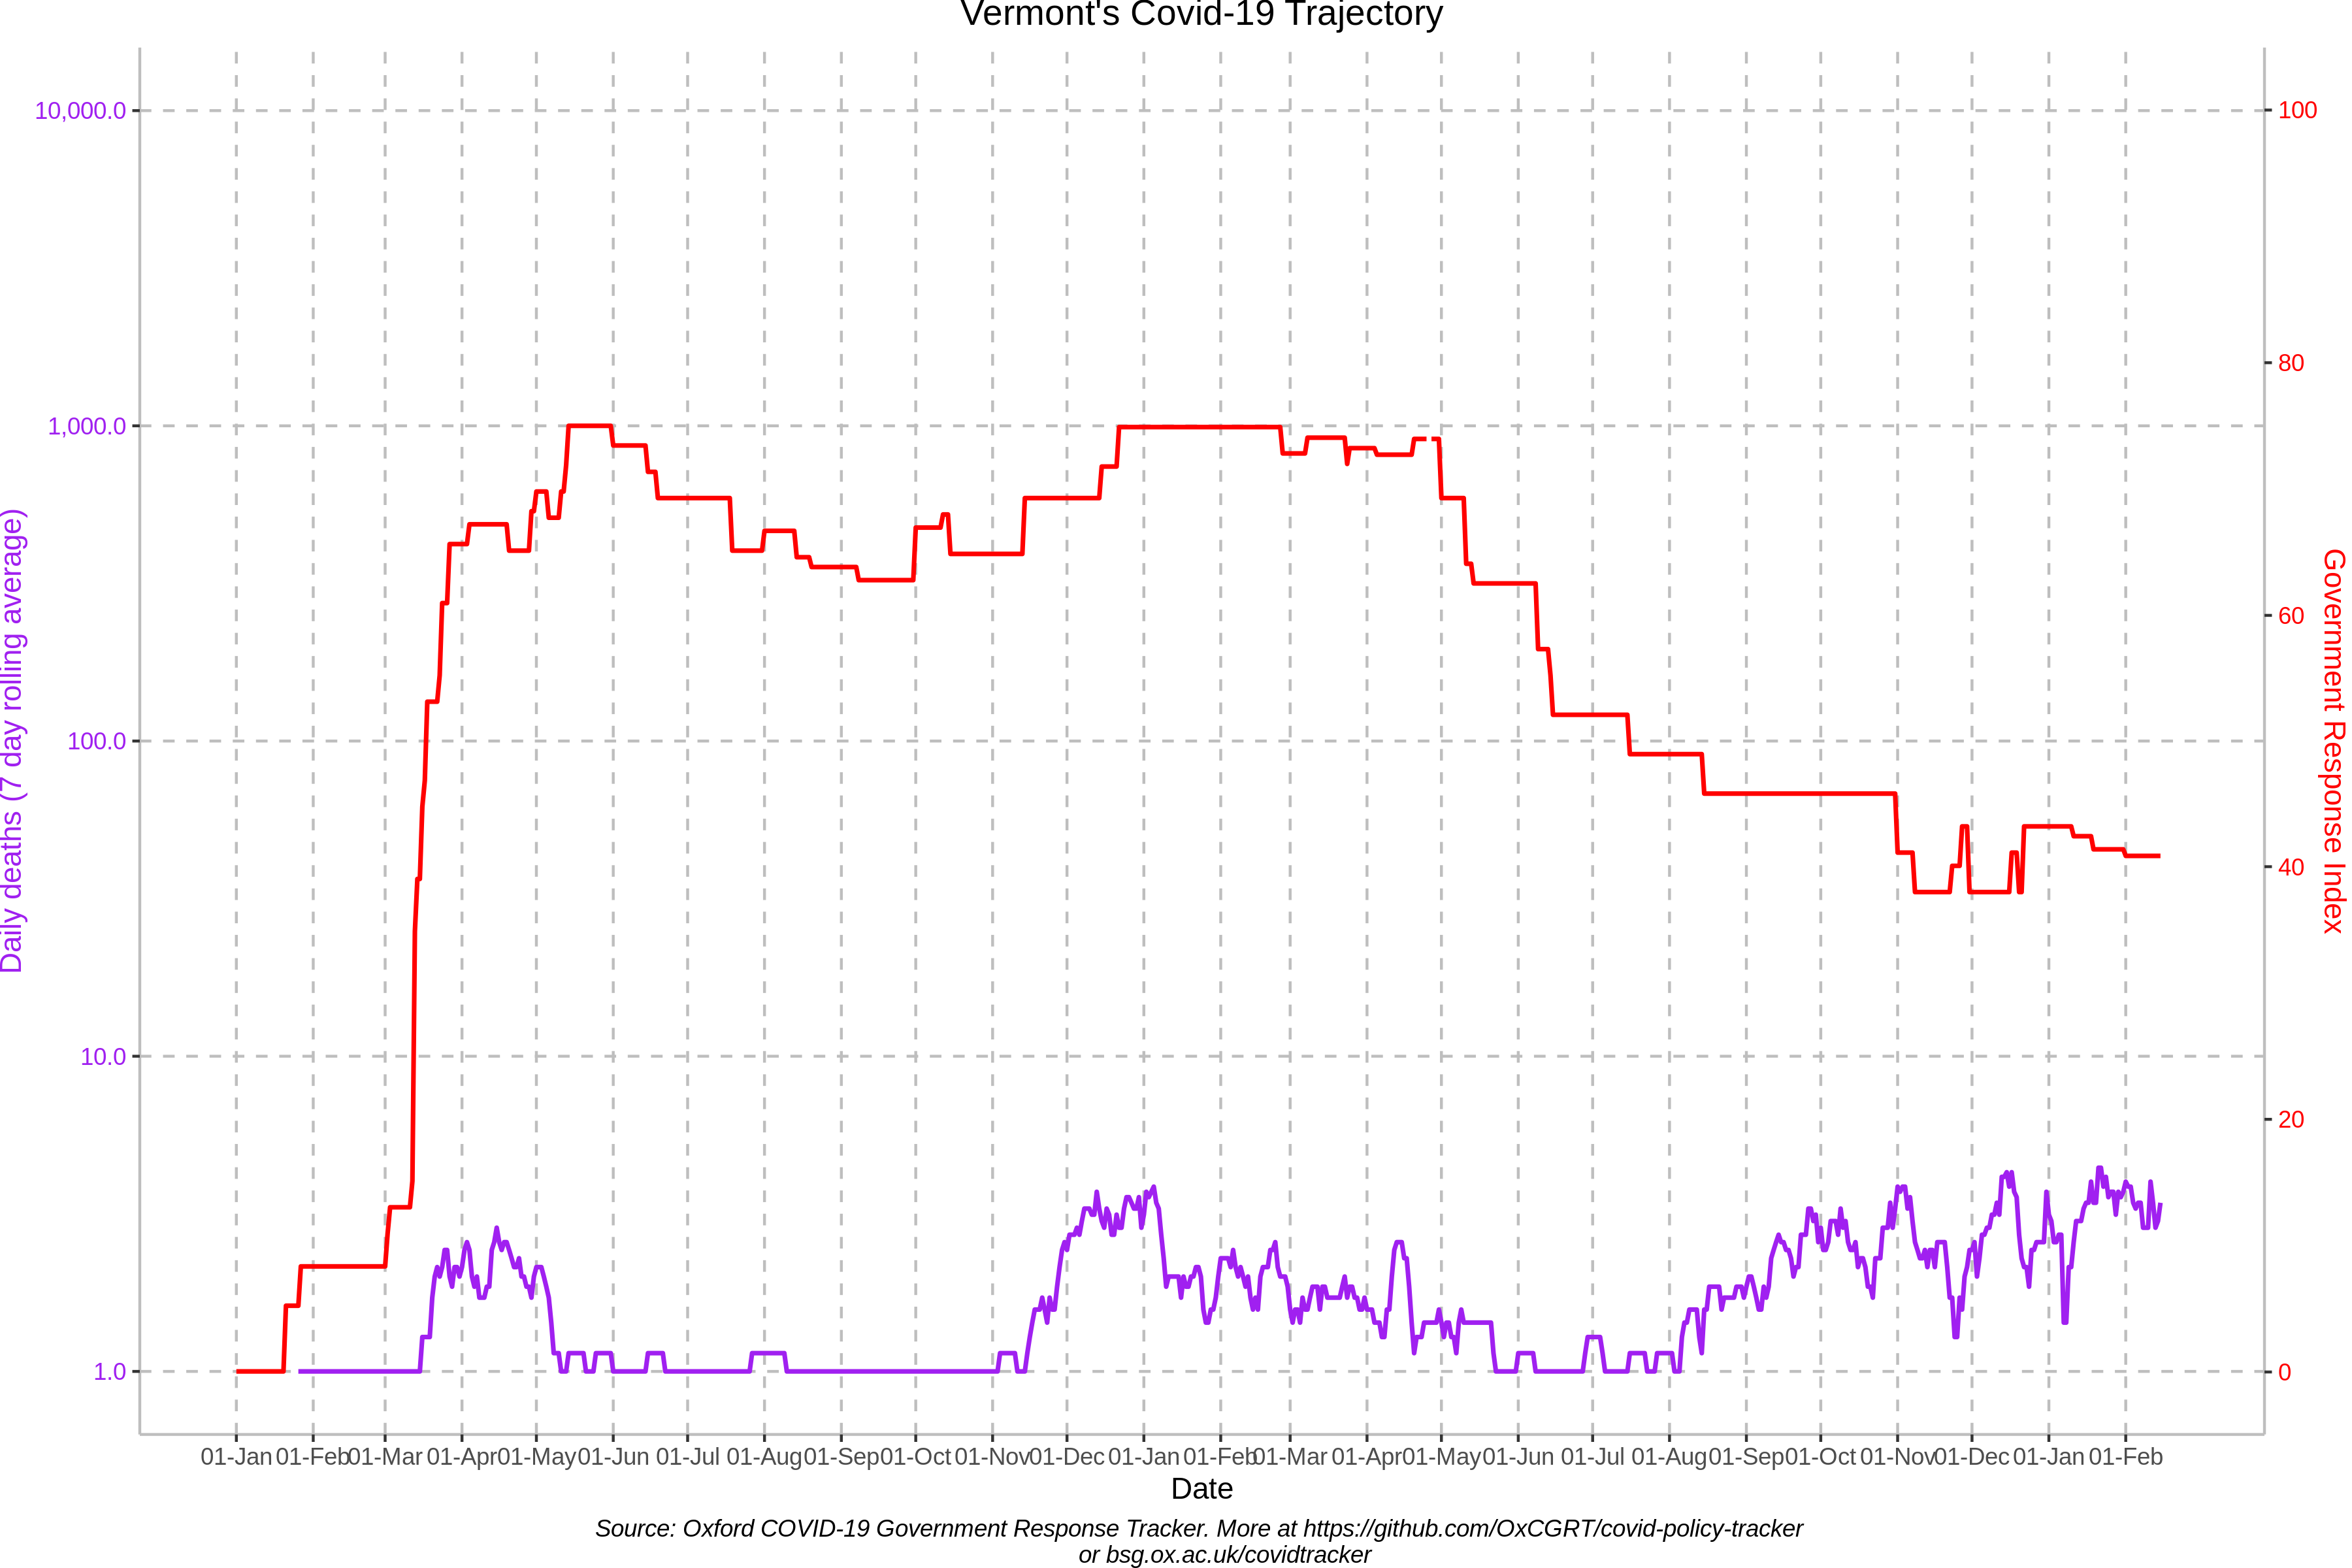 Vermont's Covid-19 Trajectory
10,000.0
1,000.0
100.0
10.0
1.0
Daily deaths (7 day rolling average)
100
80
60
40
20
0
Government Response Index
01-Jan 01-Feb 01-Mar 01-Apr 01-May 01-Jun 01-Jul 01-Aug 01-Sep 01-Oct 01-Nov 01-Dec 01-Jan 01-Feb 01-Mar 01-Apr 01-May 01-Jun 01-Jul 01-Aug 01-Sep 01-Oct 01-Nov 01-Dec 01-Jan 01-Feb
Date
Source: Oxford COVID-19 Government Response Tracker. More at https://github.com/OxCGRT/covid-policy-tracker
or bsg.ox.ac.uk/covidtracker